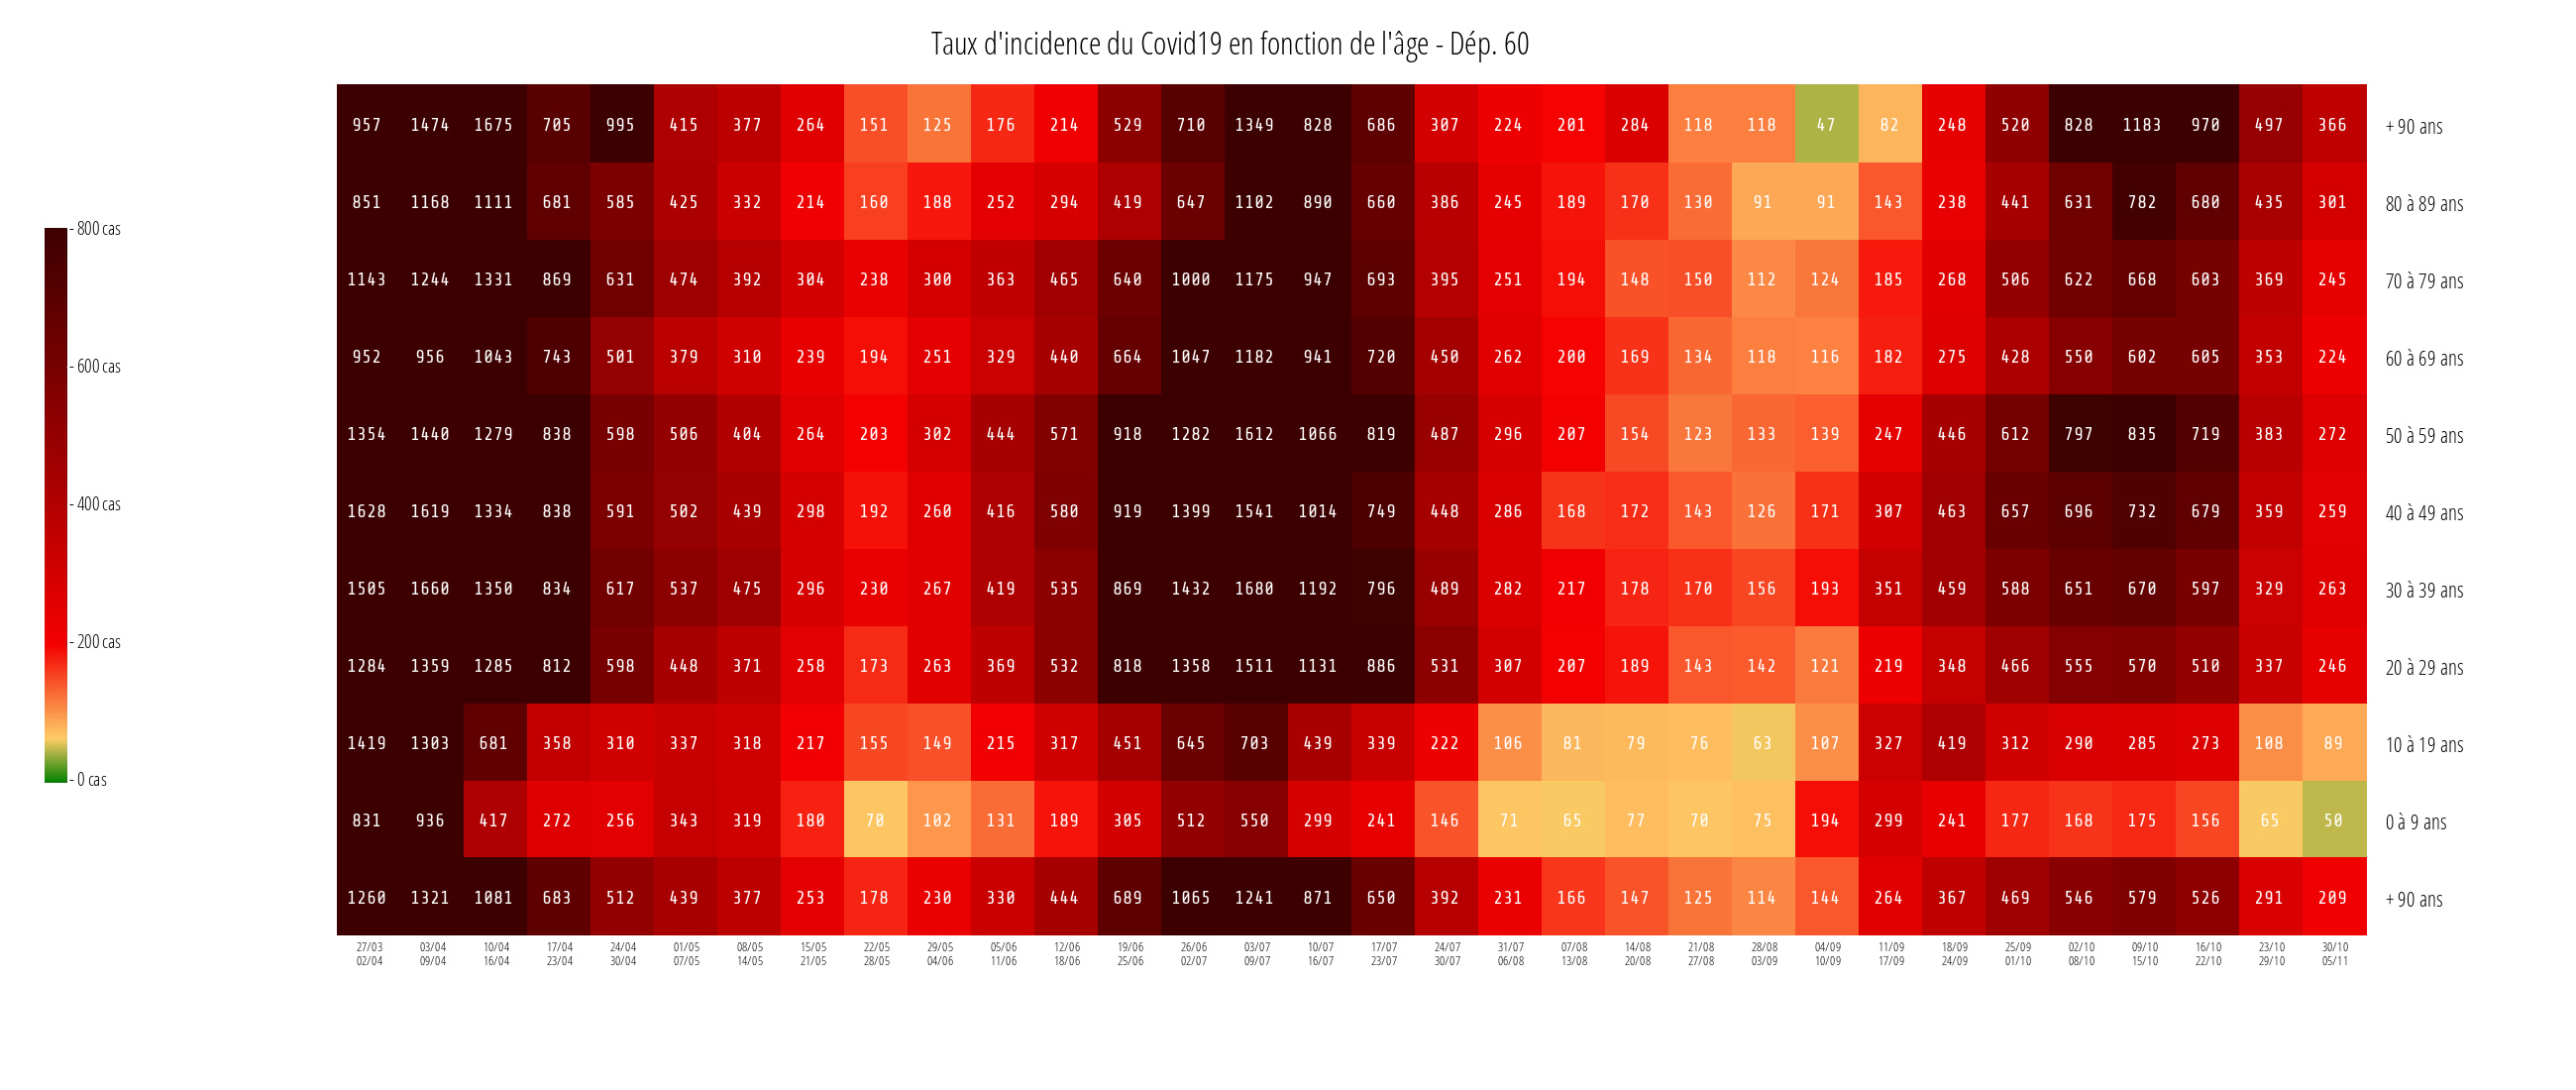 Taux d'incidence du Covid19 en fonction de l'âge - Dép. 60
957 1474 1675 705 995 415 377 264 151 125 176 214 529 710 1349 828 686 307 224 201 284 118 118 47 82 248 520 828 1183 970 497 366 + 90 ans
851 1168 1111 681 585 425 332 214 160 188 252 294 419 647 1102 890 660 386 245 189 170 130 91 91 143 238 441 631 782 680 435 301 80 à 89 ans
1143 1244 1331 869 631 474 392 304 238 300 363 465 640 1000 1175 947 693 395 251 194 148 150 112 124 185 268 506 622 668 603 369 245 70 à 79 ans
952 956 1043 743 501 379 310 239 194 251 329 440 664 1047 1182 941 720 450 262 200 169 134 118 116 182 275 428 550 602 605 353 224 60 à 69 ans
1354 1440 1279 838 598 506 404 264 203 302 444 571 918 1282 1612 1066 819 487 296 207 154 123 133 139 247 446 612 797 835 719 383 272 50 à 59 ans
1628 1619 1334 838 591 502 439 298 192 260 416 580 919 1399 1541 1014 749 448 286 168 172 143 126 171 307 463 657 696 732 679 359 259 40 à 49 ans
1505 1660 1350 834 617 537 475 296 230 267 419 535 869 1432 1680 1192 796 489 282 217 178 170 156 193 351 459 588 651 670 597 329 263 30 à 39 ans
1284 1359 1285 812 598 448 371 258 173 263 369 532 818 1358 1511 1131 886 531 307 207 189 143 142 121 219 348 466 555 570 510 337 246 20 à 29 ans
1419 1303 681 358 310 337 318 217 155 149 215 317 451 645 703 439 339 222 106 81 79 76 63 107 327 419 312 290 285 273 108 89 10 à 19 ans
831 936 417 272 256 343 319 180 70 102 131 189 305 512 550 299 241 146 71 65 77 70 75 194 299 241 177 168 175 156 65 50 0 à 9 ans
1260 1321 1081 683 512 439 377 253 178 230 330 444 689 1065 1241 871 650 392 231 166 147 125 114 144 264 367 469 546 579 526 291 209 + 90 ans
27/03 03/04 10/04 17/04 24/04 01/05 08/05 15/05 22/05 29/05 05/06 12/06 19/06 26/06 03/07 10/07 17/07 24/07 31/07 07/08 14/08 21/08 28/08 04/09 11/09 18/09 25/09 02/10 09/10 16/10 23/10 30/10
02/04 09/04 16/04 23/04 30/04 07/05 14/05 21/05 28/05 04/06 11/06 18/06 25/06 02/07 09/07 16/07 23/07 30/07 06/08 13/08 20/08 27/08 03/09 10/09 17/09 24/09 01/10 08/10 15/10 22/10 29/10 05/11
- 800 cas
- 600 cas
- 400 cas
- 200 cas
- 0 cas